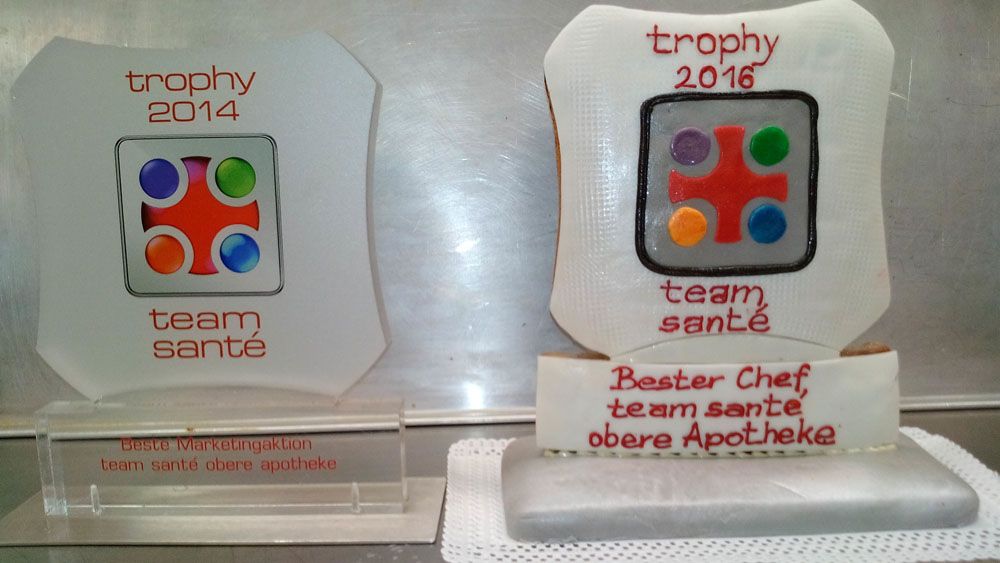 trophy
2014
team
santé
Beste Marketingaktion
team santé obere apotheke
trophy
2016
team
santé
Bester Chef,
team santé
obere Apotheke